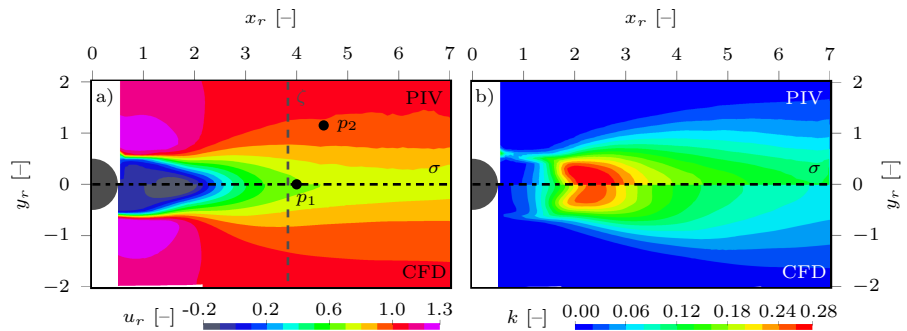 x_r [–]
x_r [–]
0 1 2 3 4 5 6 7
0 1 2 3 4 5 6 7
2
1
0
−1
−2
y_r [–]
a)
PIV
ζ
p_2
σ
p_1
CFD
b)
PIV
σ
CFD
2
1
0
−1
−2
y_r [–]
u_r [–]
-0.2 0.2 0.6 1.0 1.3
k [–]
0.00 0.06 0.12 0.18 0.24 0.28